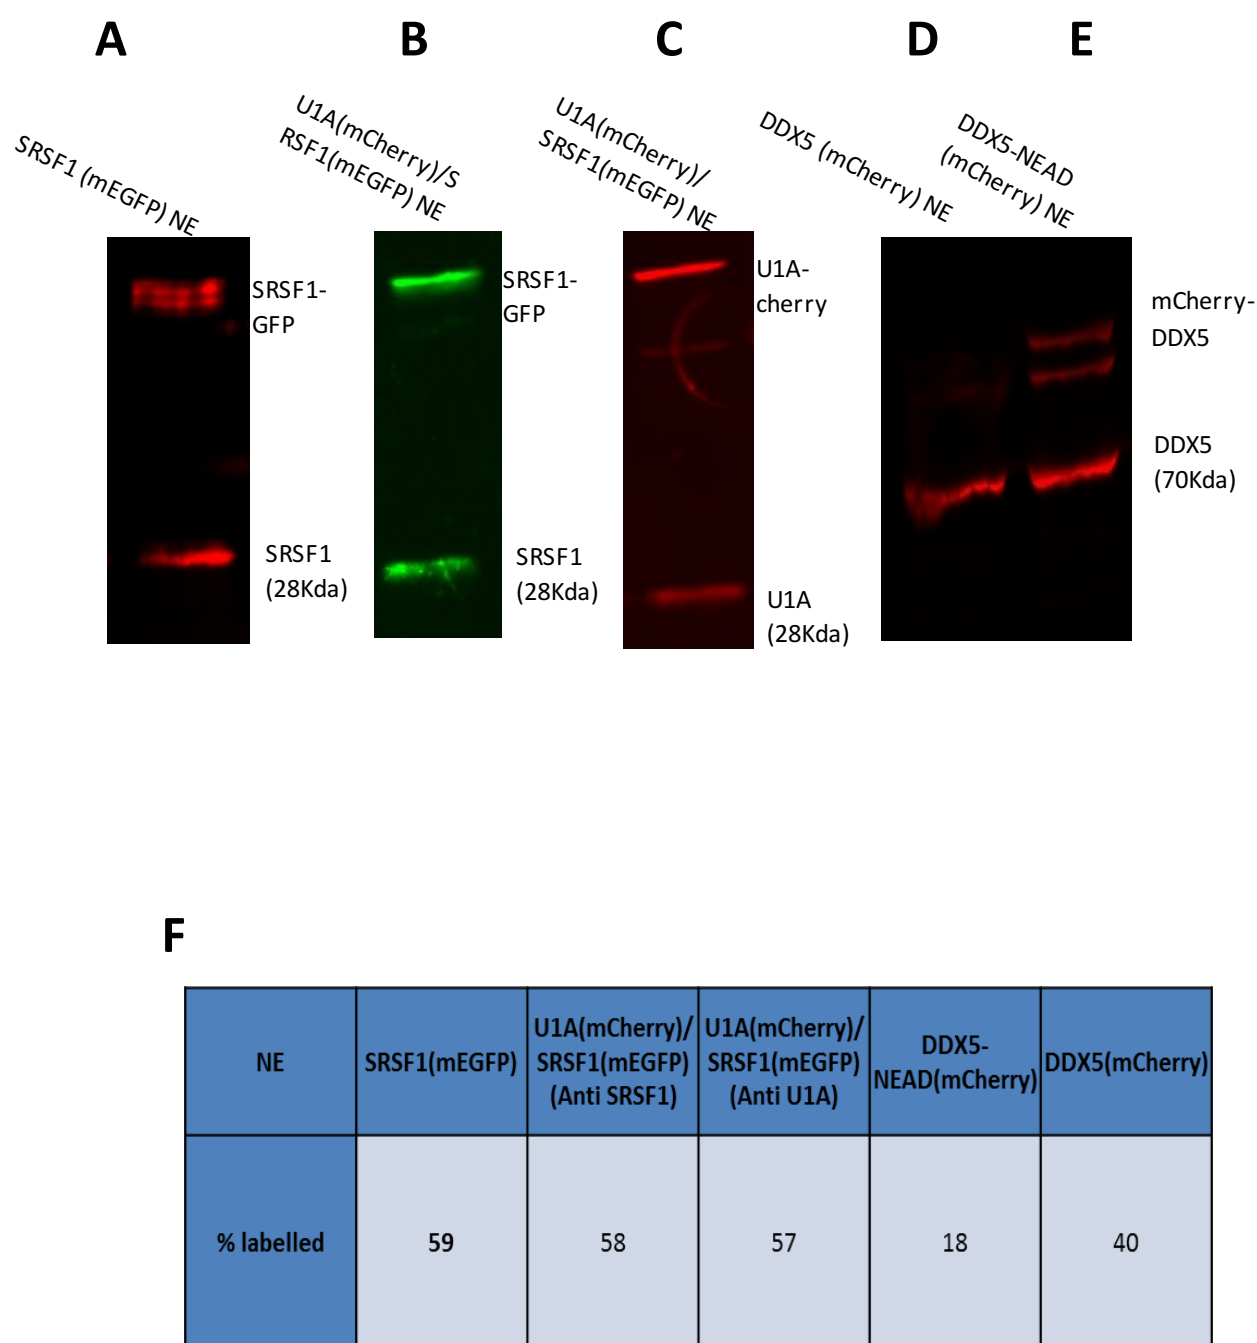 A
B
C
D
E
SRSF1 (mEGFP) NE
U1A(mCherry)/S
RSF1(mEGFP) NE
U1A(mCherry)/
SRSF1(mEGFP) NE
DDX5 (mCherry) NE
DDX5-NEAD
(mCherry) NE
SRSF1-
GFP
SRSF1
(28Kda)
SRSF1-
GFP
SRSF1
(28Kda)
U1A-
cherry
U1A
(28Kda)
mCherry-
DDX5
DDX5
(70Kda)
F
NE
SRSF1(mEGFP)
U1A(mCherry)/
SRSF1(mEGFP)
(Anti SRSF1)
U1A(mCherry)/
SRSF1(mEGFP)
(Anti U1A)
DDX5-
NEAD(mCherry)
DDX5(mCherry)
% labelled
59
58
57
18
40